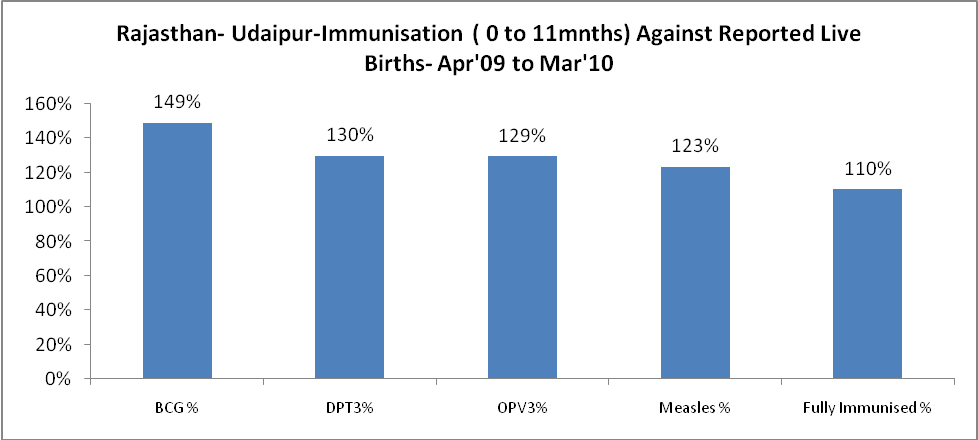 Rajasthan- Udaipur-Immunisation ( 0 to 11mnths) Against Reported Live
Births- Apr'09 to Mar'10
160%
140%
120%
100%
80%
60%
40%
20%
0%
149%
130%
129%
123%
110%
BCG %
DPT3%
OPV3%
Measles %
Fully Immunised %